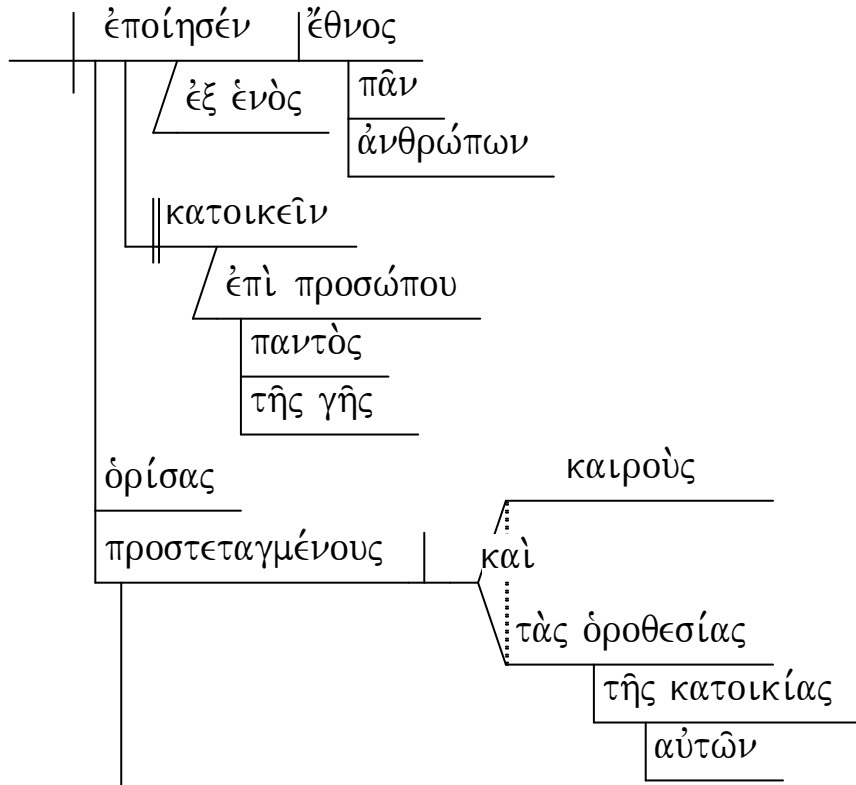 ἐποίησέν ἔθνος
πᾶν
ἐξ ἑνὸς
ἀνθρώπων
κατοικεῖν
ἐπὶ προσώπου
παντὸς
τῆς γῆς
ὁρίσας
καιροὺς
προστεταγμένους
καὶ
τὰς ὁροθεσίας
τῆς κατοικίας
αὐτῶν